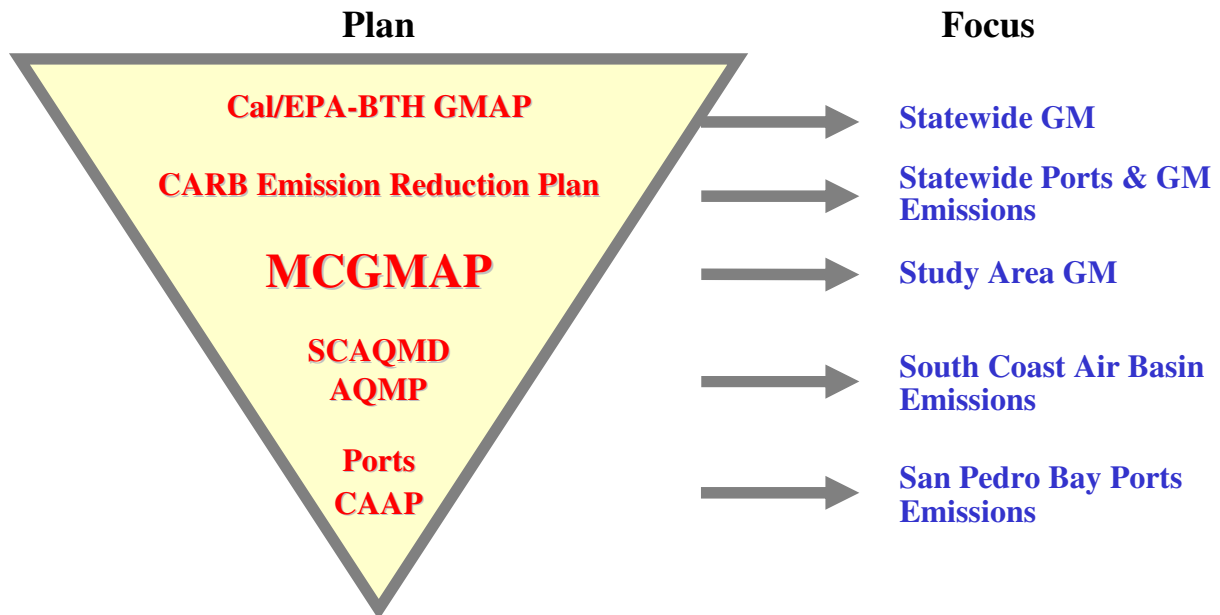 Plan
Focus
Cal/EPA-BTH GMAP
Statewide GM
CARB Emission Reduction Plan
Statewide Ports & GM
Emissions
MCGMAP
Study Area GM
SCAQMD
AQMP
South Coast Air Basin
Emissions
Ports
CAAP
San Pedro Bay Ports
Emissions